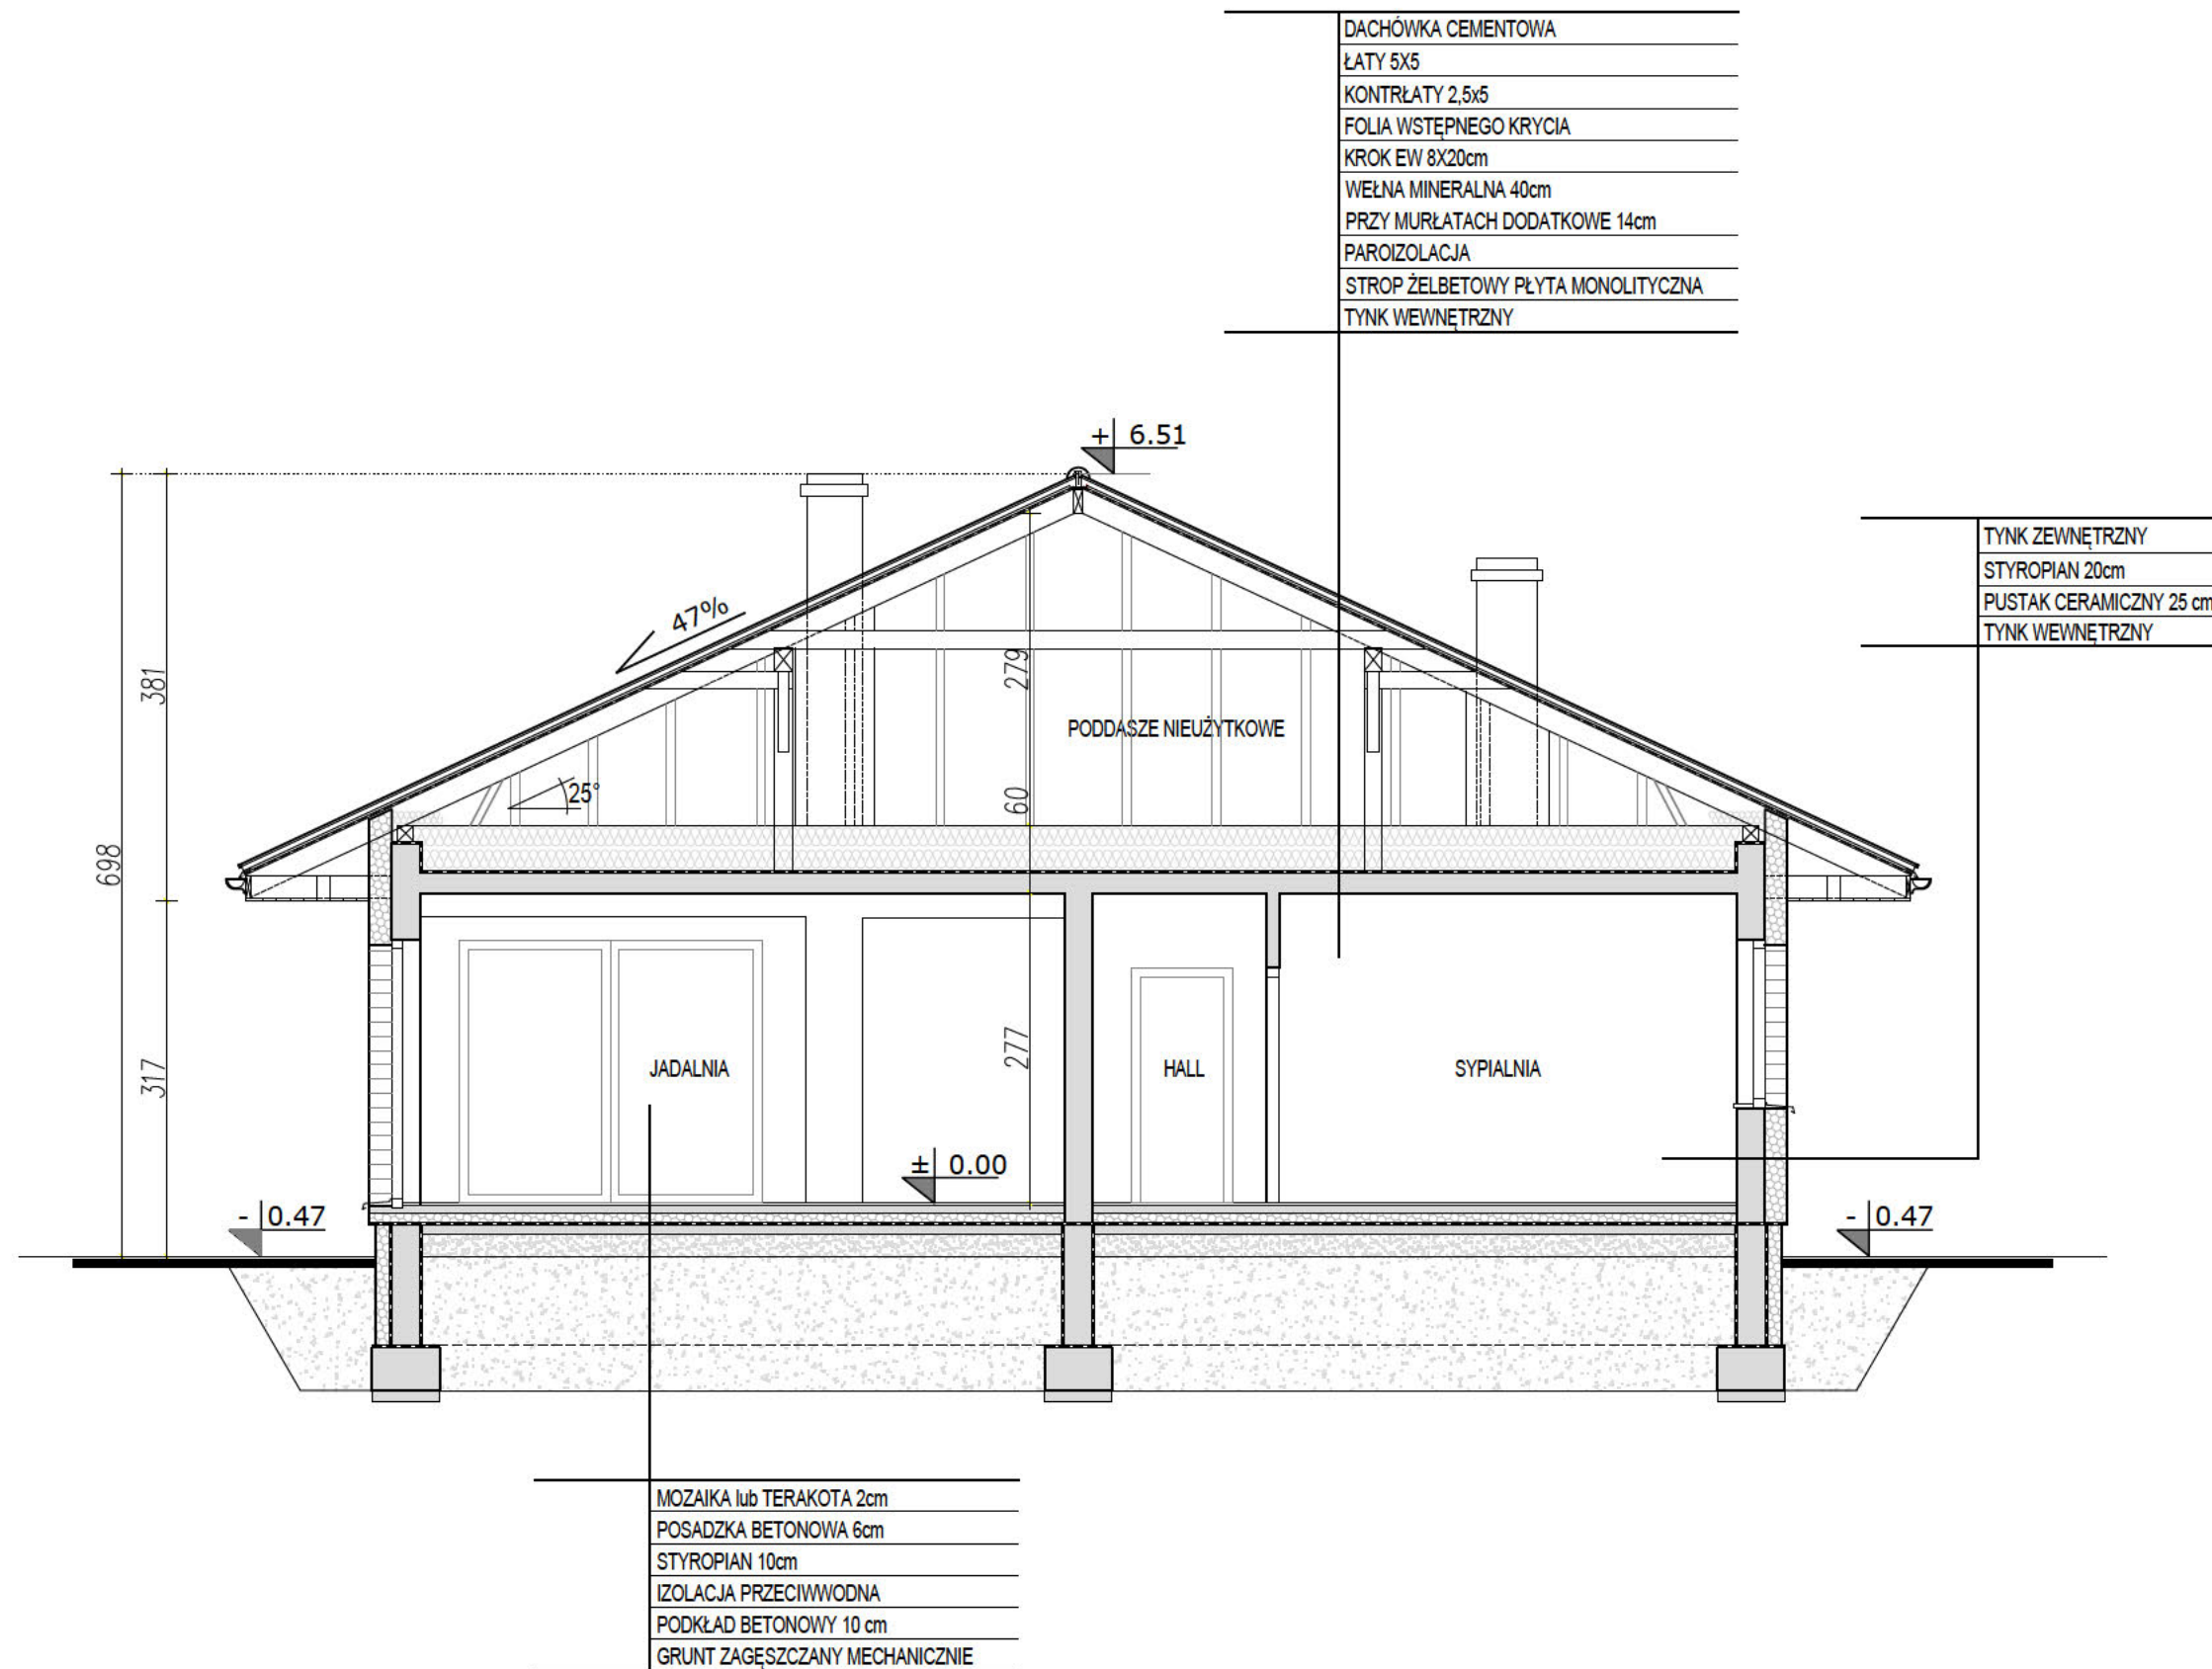 DACHÓWKA CEMENTOWA
ŁATY 5X5
KONTRŁATY 2,5x5
FOLIA WSTĘPNEGO KRYCIA
KROK EW 8X20cm
WEŁNA MINERALNA 40cm
PRZY MURŁATACH DODATKOWE 14cm
PAROIZOLACJA
STROP ŻELBETOWY PŁYTA MONOLITYCZNA
TYNK WEWNĘTRZNY
+ 6.51
TYNK ZEWNĘTRZNY
STYROPIAN 20cm
PUSTAK CERAMICZNY 25 cm
TYNK WEWNĘTRZNY
47%
381
279
PODDASZE NIEUŻYTKOWE
25°
60
698
317
277
JADALNIA
HALL
SYPIALNIA
± 0.00
- 0.47
- 0.47
MOZAIKA lub TERAKOTA 2cm
POSADZKA BETONOWA 6cm
STYROPIAN 10cm
IZOLACJA PRZECIWWODNA
PODKŁAD BETONOWY 10 cm
GRUNT ZAGĘSZCZANY MECHANICZNIE